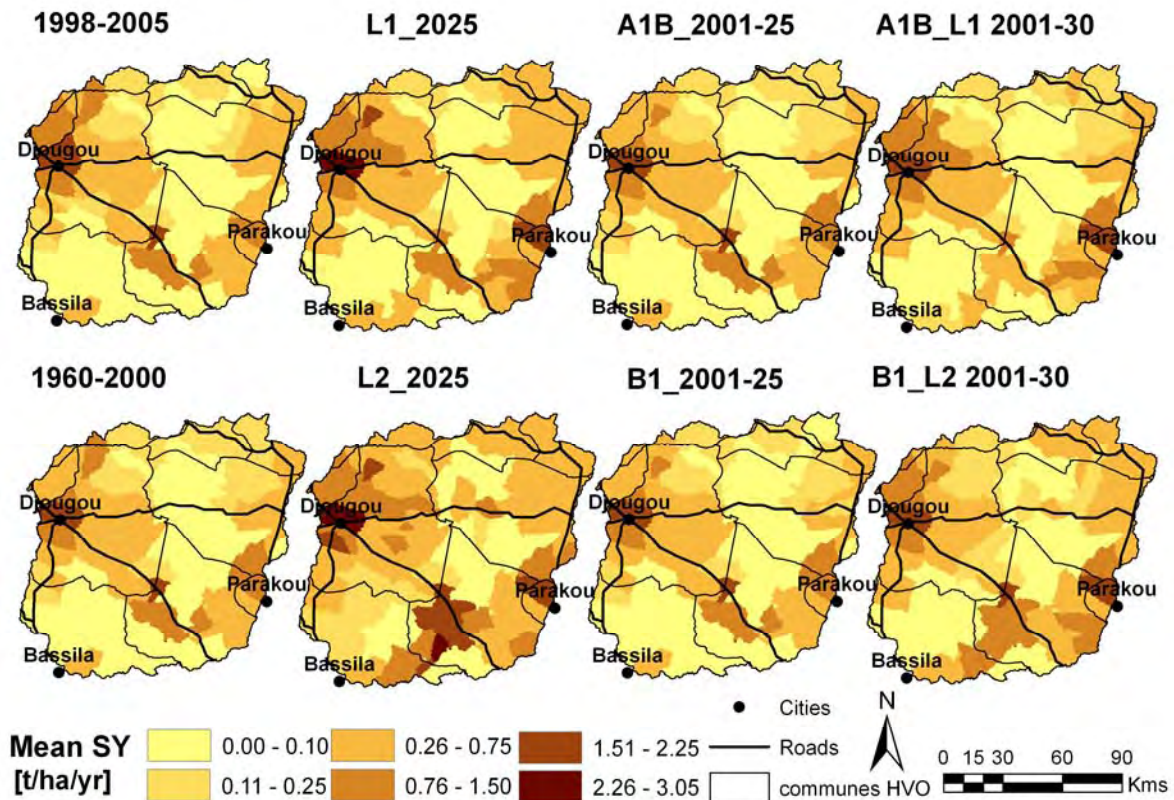 1998-2005 L1_2025 A1B_2001-25 A1B_L1 2001-30
Djougou Djougou Djougou Djougou
Parakou Parakou Parakou Parakou
Bassila Bassila Bassila Bassila
1960-2000 L2_2025 B1_2001-25 B1_L2 2001-30
Djougou Djougou Djougou Djougou
Parakou Parakou Parakou Parakou
Bassila Bassila Bassila Bassila
Mean SY
[t/ha/yr]
0.00 - 0.10
0.11 - 0.25
0.26 - 0.75
0.76 - 1.50
1.51 - 2.25
2.26 - 3.05
Cities
Roads
communes HVO
N
0 15 30 60 90
Kms